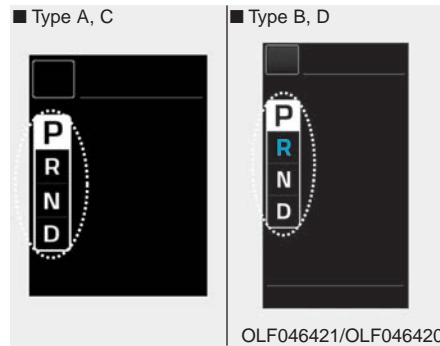 ■ Type A, C
P
R
N
D
■ Type B, D
P
R
N
D
OLF046421/OLF046420